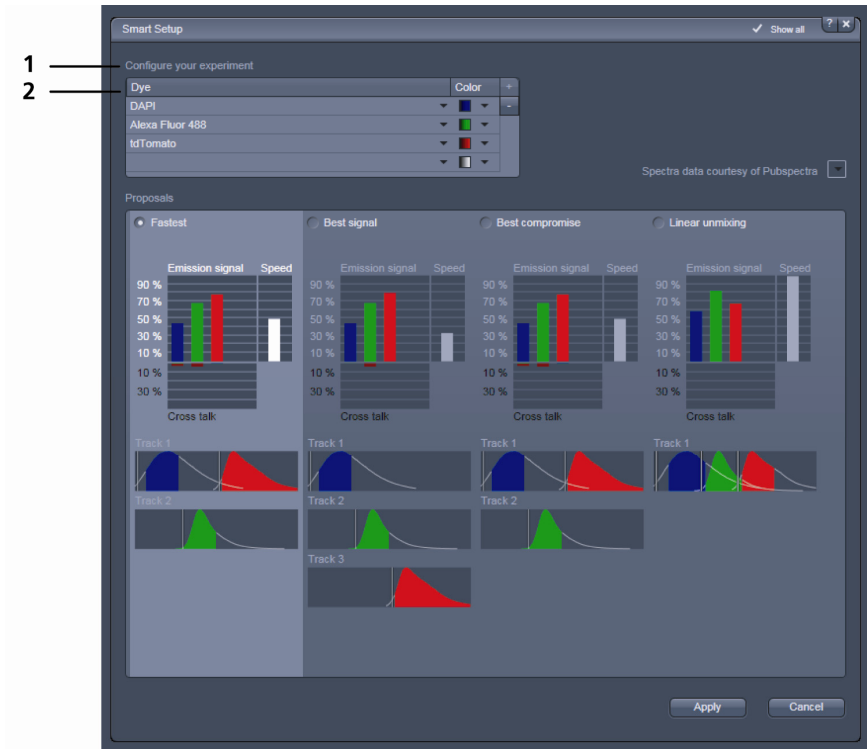 Smart Setup
Show all
? x
1
Configure your experiment
2
Dye Color +
DAPI -
Alexa Fluor 488
tdTomato
Spectra data courtesy of Pubspectra
Proposals
Fastest Best signal Best compromise Linear unmixing
Emission signal Speed Emission signal Speed Emission signal Speed Emission signal Speed
90 % 90 % 90 % 90 %
70 % 70 % 70 % 70 %
50 % 50 % 50 % 50 %
30 % 30 % 30 % 30 %
10 % 10 % 10 % 10 %
10 % 10 % 10 % 10 %
30 % 30 % 30 % 30 %
Cross talk Cross talk Cross talk Cross talk
Track 1 Track 1 Track 1 Track 1
Track 2 Track 2 Track 2
Track 3
Apply Cancel